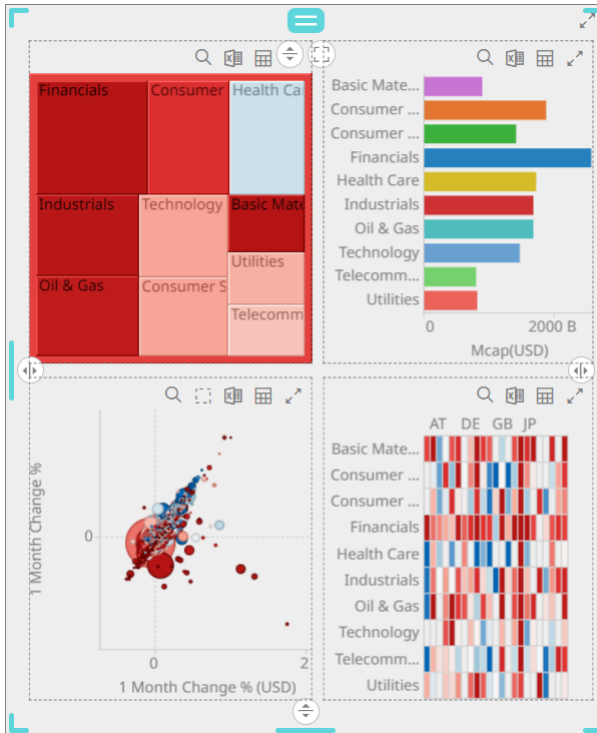 Financials
Consumer
Health Ca
Industrials
Technology
Basic Mate
Utilities
Oil & Gas
Consumer S
Telecomm
Basic Mate...
Consumer ...
Consumer ...
Financials
Health Care
Industrials
Oil & Gas
Technology
Telecomm...
Utilities
0 2000 B
Mcap(USD)
1 Month Change %
0
0 2
1 Month Change % (USD)
AT DE GB JP
Basic Mate...
Consumer ...
Consumer ...
Financials
Health Care
Industrials
Oil & Gas
Technology
Telecomm...
Utilities